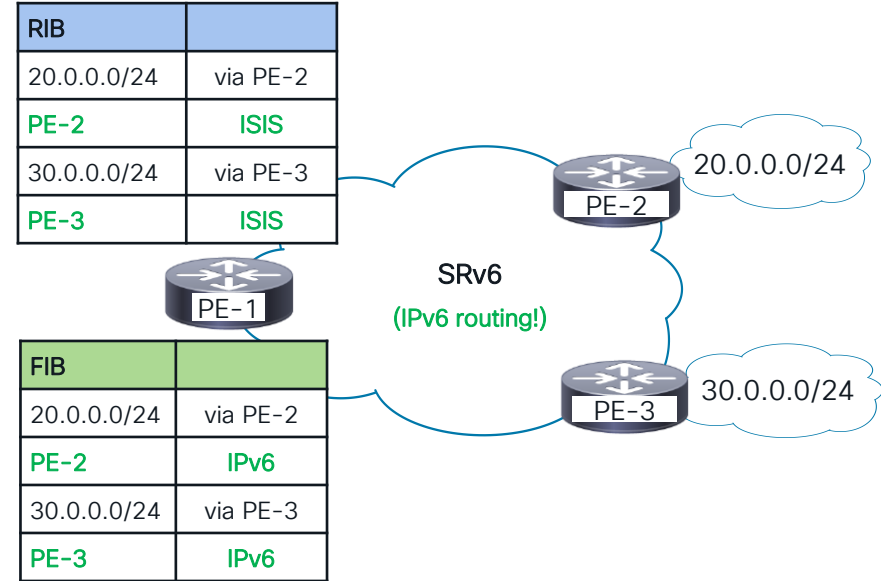 RIB
20.0.0.0/24 via PE-2
PE-2 ISIS
30.0.0.0/24 via PE-3
PE-3 ISIS
20.0.0.0/24
PE-2
SRv6
(IPv6 routing!)
PE-1
FIB
20.0.0.0/24 via PE-2
PE-2 IPv6
30.0.0.0/24 via PE-3
PE-3 IPv6
PE-3
30.0.0.0/24